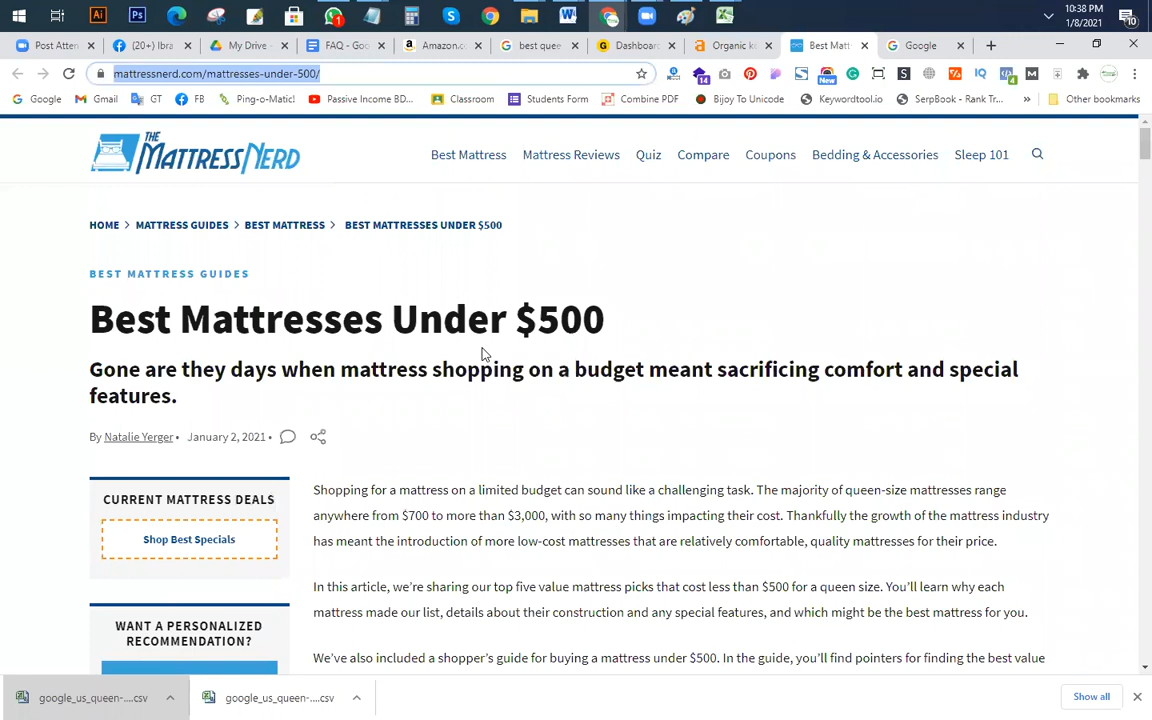 Ai
Ps
1
10:38 PM
1/8/2021
10
Post Atten
(20+) Ibra
My Drive -
FAQ - Goo
Amazon.co
best quee
Dashboard
Organic ke
Best Matt
Google
mattressnerd.com/mattresses-under-500/
14
New
S
IQ
4
M
Google
Gmail
GT
FB
Ping-o-Matic!
Passive Income BD...
Classroom
Students Form
Combine PDF
Bijoy To Unicode
Keywordtool.io
SerpBook - Rank Tr...
Other bookmarks
THE MATTRESS NERD
Best Mattress
Mattress Reviews
Quiz
Compare
Coupons
Bedding & Accessories
Sleep 101
HOME > MATTRESS GUIDES > BEST MATTRESS > BEST MATTRESSES UNDER $500
BEST MATTRESS GUIDES
Best Mattresses Under $500
Gone are they days when mattress shopping on a budget meant sacrificing comfort and special
features.
By Natalie Yerger • January 2, 2021 •
CURRENT MATTRESS DEALS
Shop Best Specials
WANT A PERSONALIZED
RECOMMENDATION?
Shopping for a mattress on a limited budget can sound like a challenging task. The majority of queen-size mattresses range
anywhere from $700 to more than $3,000, with so many things impacting their cost. Thankfully the growth of the mattress industry
has meant the introduction of more low-cost mattresses that are relatively comfortable, quality mattresses for their price.
In this article, we're sharing our top five value mattress picks that cost less than $500 for a queen size. You'll learn why each
mattress made our list, details about their construction and any special features, and which might be the best mattress for you.
We've also included a shopper's guide for buying a mattress under $500. In the guide, you'll find pointers for finding the best value
google_us_queen-....csv
google_us_queen-....csv
Show all